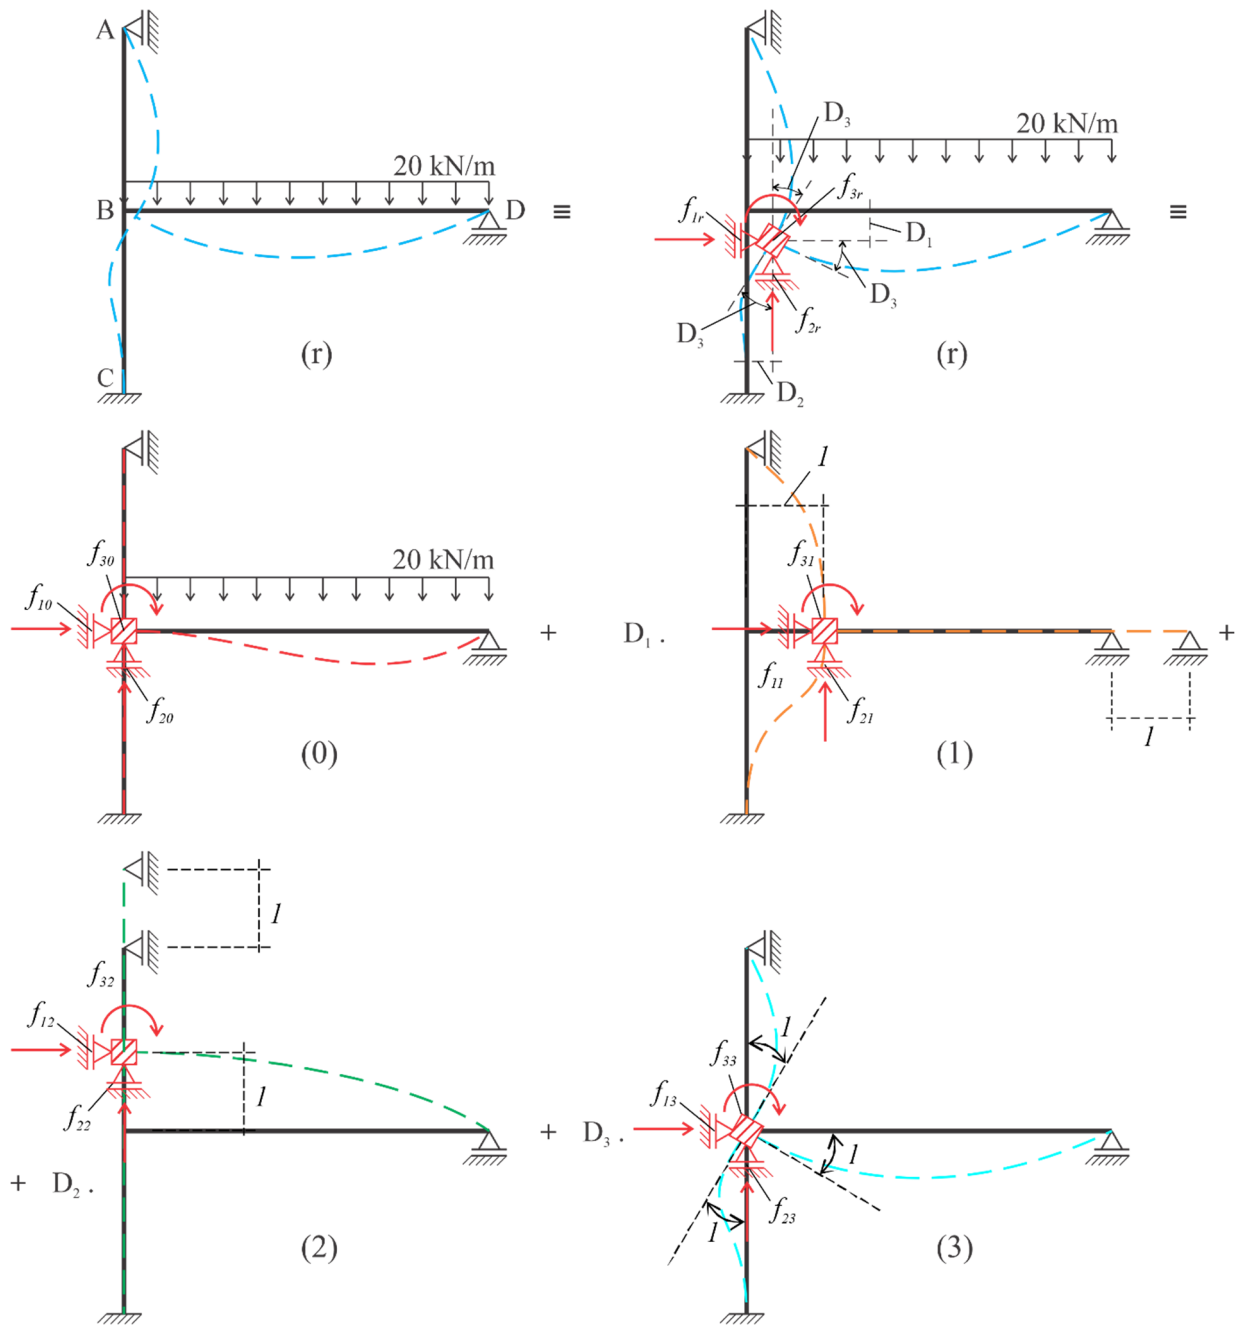 A
20 kN/m
B
D
≡
C
(r)
20 kN/m
D3
f3r
f1r
D1
D3
D3
f2r
D2
(r)
≡
20 kN/m
f30
f10
f20
(0)
+
D1 .
1
f31
f11
f21
1
(1)
+
+ D2 .
1
f32
f12
f22
1
(2)
+
D3 .
1
f33
f13
1
1
f23
(3)